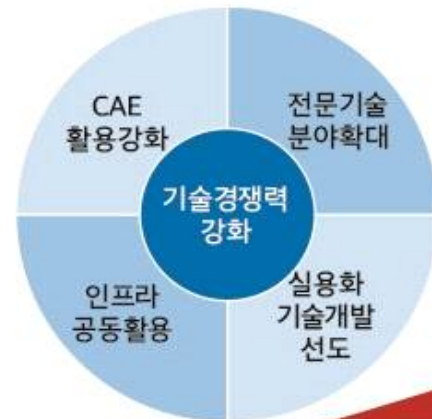 CAE
활용강화
전문기술
분야확대
기술경쟁력
강화
인프라
공동활용
실용화
기술개발
선도